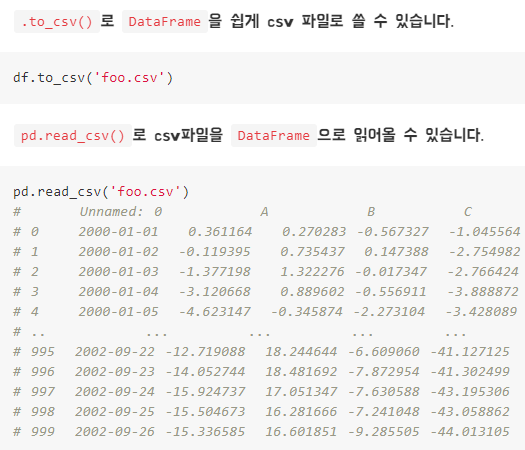 .to_csv() 로 DataFrame 을 쉽게 csv 파일로 쓸 수 있습니다.
df.to_csv('foo.csv')
pd.read_csv() 로 csv파일을 DataFrame 으로 읽어올 수 있습니다.
pd.read_csv('foo.csv')
# Unnamed: 0 A B C
# 0 2000-01-01 0.361164 0.270283 -0.567327 -1.045564
# 1 2000-01-02 -0.119395 0.735437 0.147388 -2.754982
# 2 2000-01-03 -1.377198 1.322276 -0.017347 -2.766424
# 3 2000-01-04 -3.120668 0.889602 -0.556911 -3.888872
# 4 2000-01-05 -4.623147 -0.345874 -2.273104 -3.428089
# .. ... ... ... ...
# 995 2002-09-22 -12.719088 18.244644 -6.609060 -41.127125
# 996 2002-09-23 -14.052744 18.481692 -7.872954 -41.302499
# 997 2002-09-24 -15.924737 17.051347 -7.630588 -43.195306
# 998 2002-09-25 -15.504673 16.281666 -7.241048 -43.058862
# 999 2002-09-26 -15.336585 16.601851 -9.285505 -44.013105